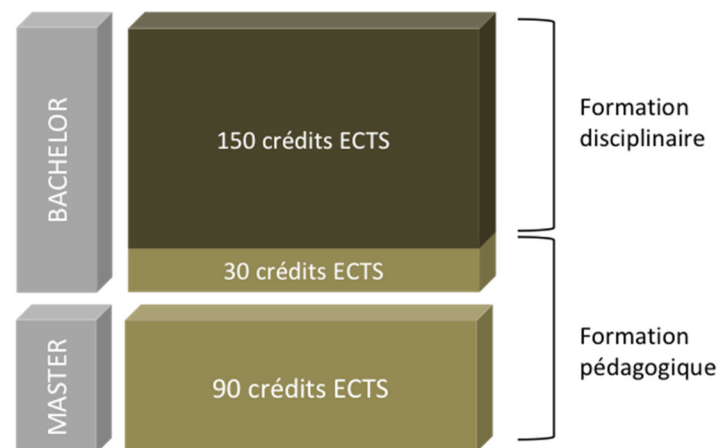 BACHELOR
150 crédits ECTS
Formation
disciplinaire
30 crédits ECTS
MASTER
90 crédits ECTS
Formation
pédagogique